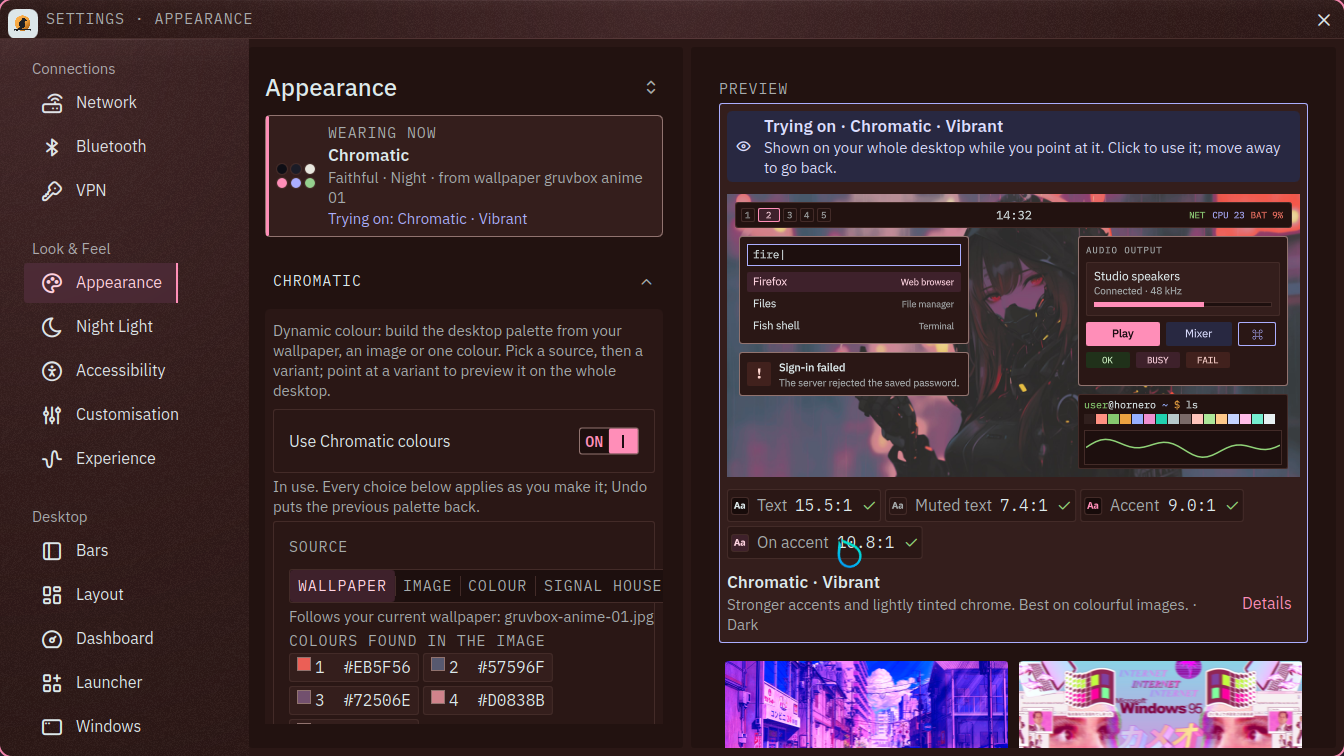 SETTINGS · APPEARANCE
Connections
Network
Bluetooth
VPN
Look & Feel
Appearance
Night Light
Accessibility
Customisation
Experience
Desktop
Bars
Layout
Dashboard
Launcher
Windows
Appearance
WEARING NOW
Chromatic
Faithful · Night · from wallpaper gruvbox anime
01
Trying on: Chromatic · Vibrant
CHROMATIC
Dynamic colour: build the desktop palette from your
wallpaper, an image or one colour. Pick a source, then a
variant; point at a variant to preview it on the whole
desktop.
Use Chromatic colours
ON
In use. Every choice below applies as you make it; Undo
puts the previous palette back.
SOURCE
WALLPAPER IMAGE COLOUR SIGNAL HOUSE
Follows your current wallpaper: gruvbox-anime-01.jpg
COLOURS FOUND IN THE IMAGE
1 #EB5F56 2 #57596F
3 #72506E 4 #D0838B
PREVIEW
Trying on · Chromatic · Vibrant
Shown on your whole desktop while you point at it. Click to use it; move away
to go back.
1 2 3 4 5 14:32 NET CPU 23 BAT 9%
fire
Firefox Web browser
Files File manager
Fish shell Terminal
! Sign-in failed
The server rejected the saved password.
AUDIO OUTPUT
Studio speakers
Connected · 48 kHz
Play Mixer ⌘
OK BUSY FAIL
user@hornero ~ $ ls
Aa Text 15.5:1 Aa Muted text 7.4:1 Aa Accent 9.0:1
Aa On accent 10.8:1
Chromatic · Vibrant
Stronger accents and lightly tinted chrome. Best on colourful images. ·
Dark
Details
INTERNET
INTERNET
INTERNET
Windows 95
カメオ